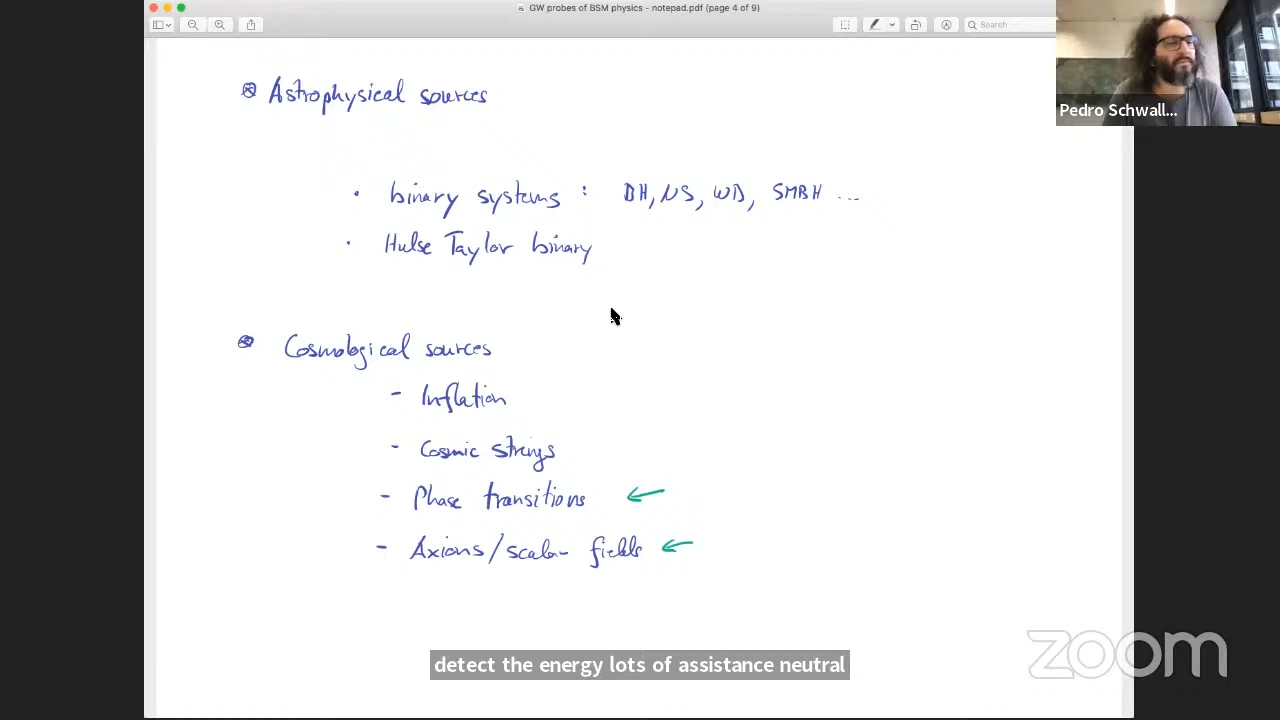 GW probes of BSM physics - notepad.pdf (page 4 of 9)
Search
Pedro Schwall...
⊗ Astrophysical sources
• binary systems : BH, NS, WD, SMBH ...
• Hulse Taylor binary
⊗ Cosmological sources
- Inflation
- Cosmic strings
- Phase transitions ←
- Axions/scalar fields ←
detect the energy lots of assistance neutral
zoom